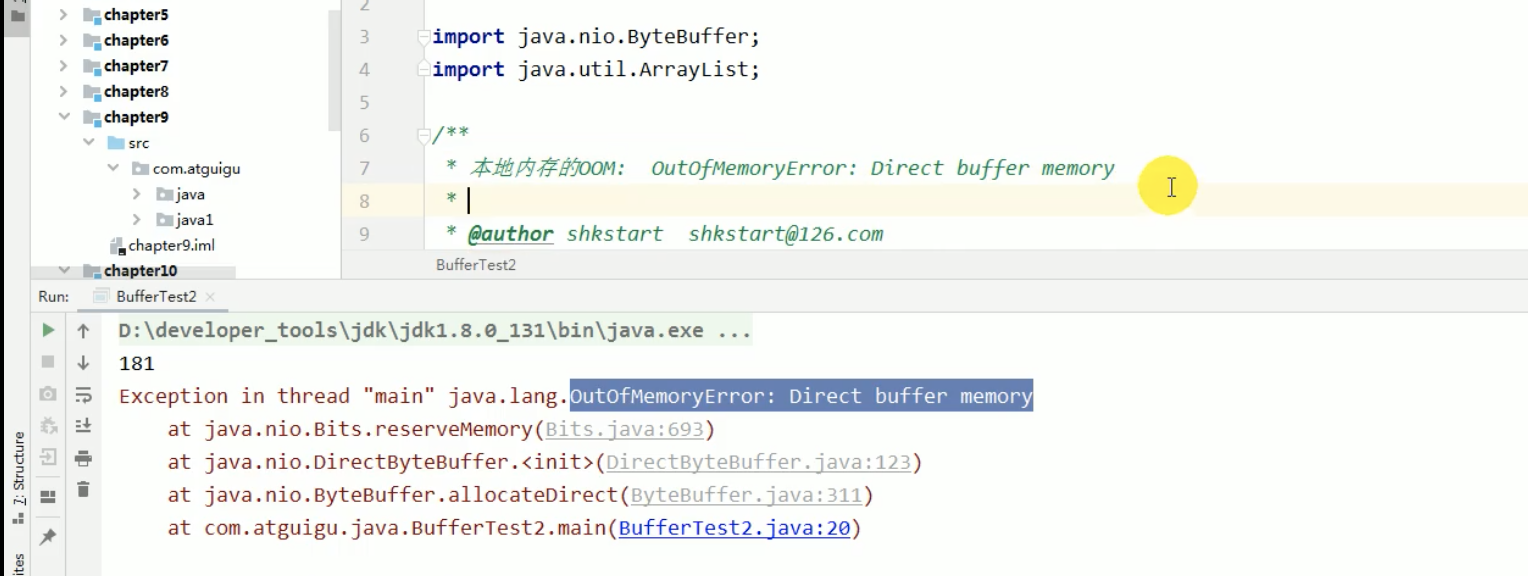 chapter5
chapter6
chapter7
chapter8
chapter9
src
com.atguigu
java
java1
chapter9.iml
chapter10
2
3 import java.nio.ByteBuffer;
4 import java.util.ArrayList;
5
6 /**
7 * 本地内存的OOM: OutOfMemoryError: Direct buffer memory
8 *
9 * @author shkstart shkstart@126.com
BufferTest2
Run: BufferTest2
D:\developer_tools\jdk\jdk1.8.0_131\bin\java.exe ...
181
Exception in thread "main" java.lang.OutOfMemoryError: Direct buffer memory
at java.nio.Bits.reserveMemory(Bits.java:693)
at java.nio.DirectByteBuffer.<init>(DirectByteBuffer.java:123)
at java.nio.ByteBuffer.allocateDirect(ByteBuffer.java:311)
at com.atguigu.java.BufferTest2.main(BufferTest2.java:20)
7: Structure